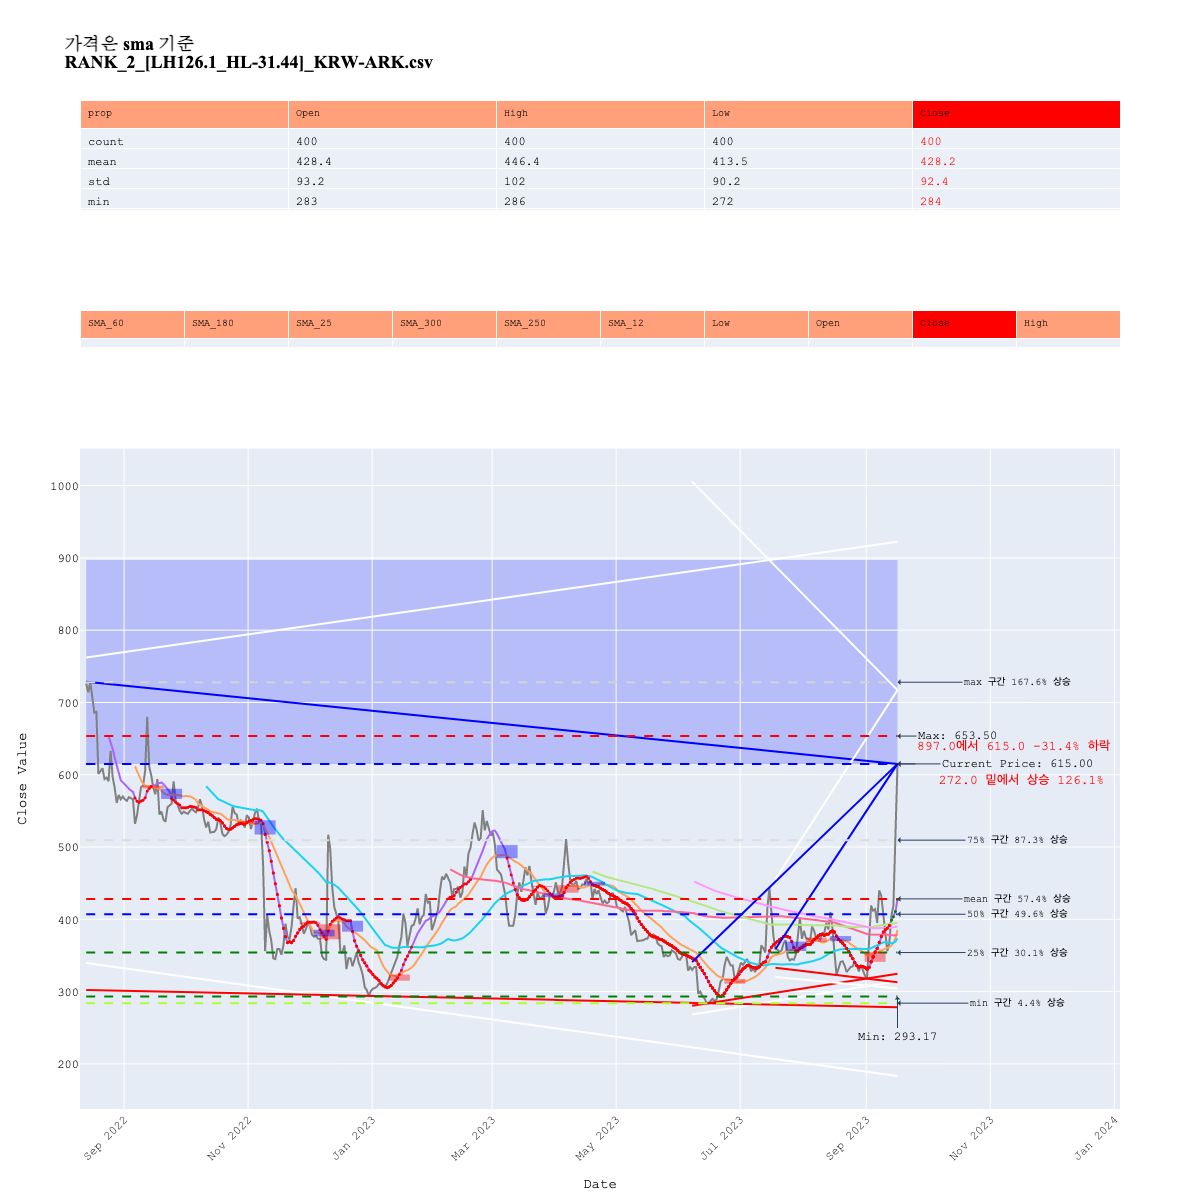 가격은 sma 기준
RANK_2_[LH126.1_HL-31.44]_KRW-ARK.csv
prop Open High Low Close
count 400 400 400 400
mean 428.4 446.4 413.5 428.2
std 93.2 102 90.2 92.4
min 283 286 272 284
SMA_60 SMA_180 SMA_25 SMA_300 SMA_250 SMA_12 Low Open Close High
1000
900
800
700
600
500
400
300
200
Close Value
max 구간 167.6% 상승
Max: 653.50
897.0에서 615.0 -31.4% 하락
Current Price: 615.00
272.0 밑에서 상승 126.1%
75% 구간 87.3% 상승
mean 구간 57.4% 상승
50% 구간 49.6% 상승
25% 구간 30.1% 상승
min 구간 4.4% 상승
Min: 293.17
Sep 2022 Nov 2022 Jan 2023 Mar 2023 May 2023 Jul 2023 Sep 2023 Nov 2023 Jan 2024
Date